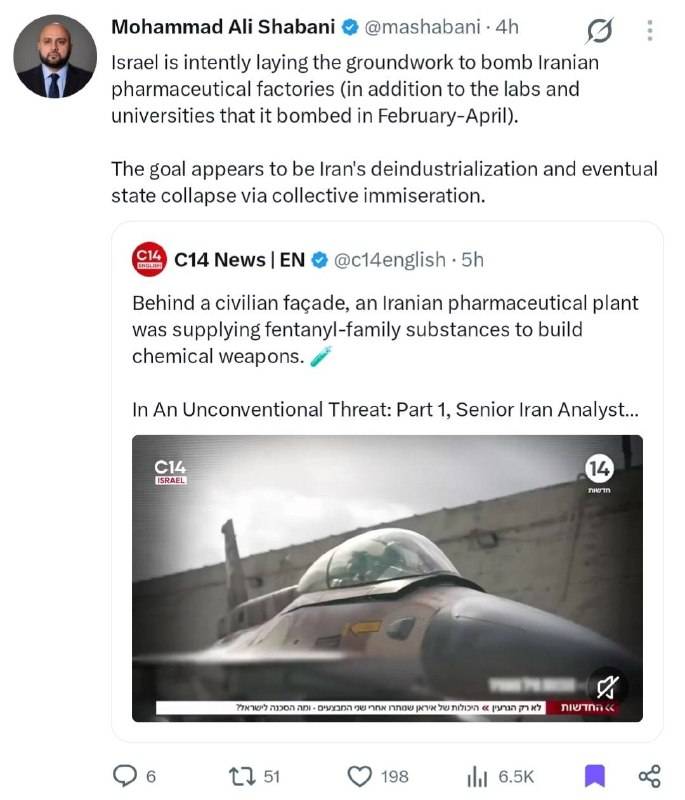 Mohammad Ali Shabani @mashabani · 4h
Israel is intently laying the groundwork to bomb Iranian
pharmaceutical factories (in addition to the labs and
universities that it bombed in February-April).
The goal appears to be Iran's deindustrialization and eventual
state collapse via collective immiseration.
C14
ENGLISH
C14 News | EN @c14english · 5h
Behind a civilian façade, an Iranian pharmaceutical plant
was supplying fentanyl-family substances to build
chemical weapons. 🧪
In An Unconventional Threat: Part 1, Senior Iran Analyst...
C14
ISRAEL
14
חדשות
החדשות >> לא רק הגרעין >> היכולות של איראן שנותרו אחרי שני המבצעים - ומה הסכנה לישראל?
6 51 198 6.5K